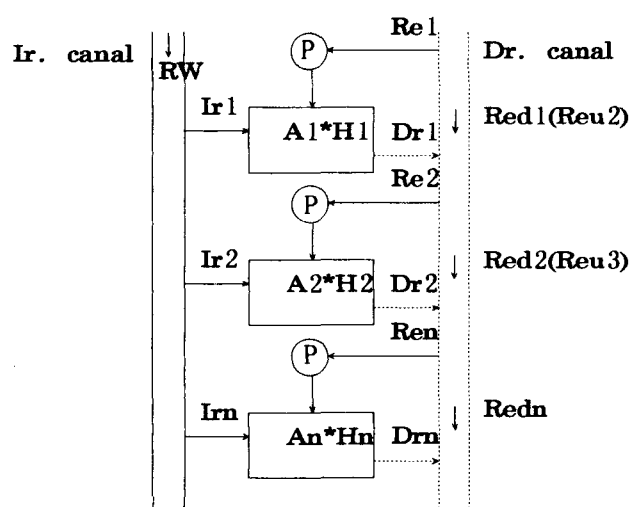 Re1
Ir. canal
P
Dr. canal
RW
Ir1
A1*H1
Dr1
Red1(Reu2)
Re2
P
Ir2
A2*H2
Dr2
Red2(Reu3)
Ren
P
Irn
An*Hn
Drn
Redn